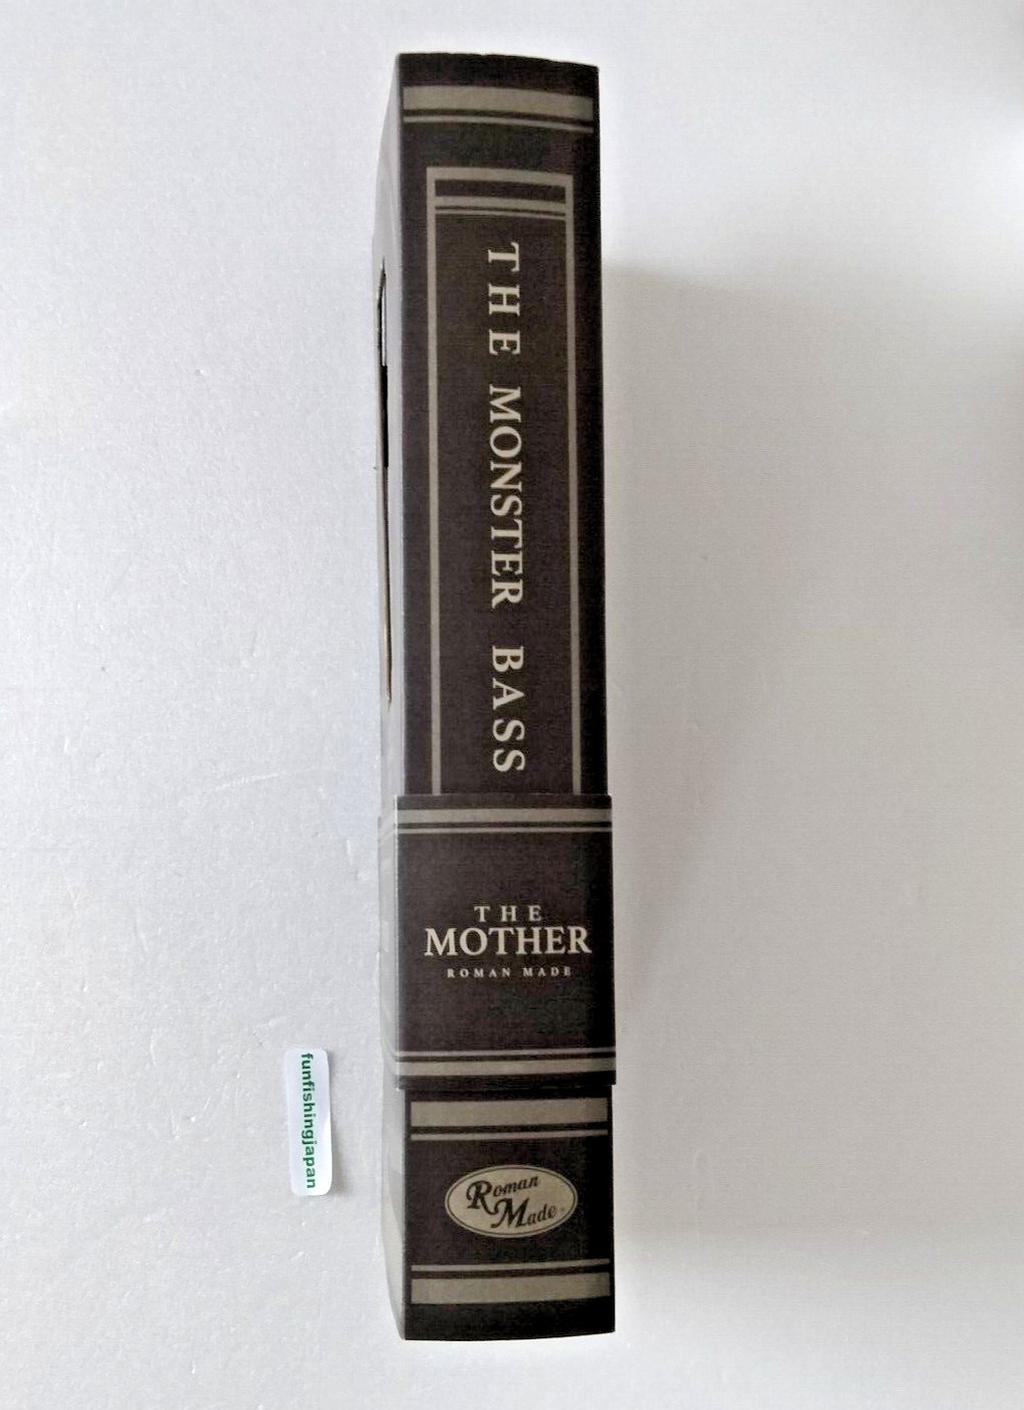 THE MONSTER BASS
THE
MOTHER
ROMAN MADE
funfishingjapan
Roman
Made